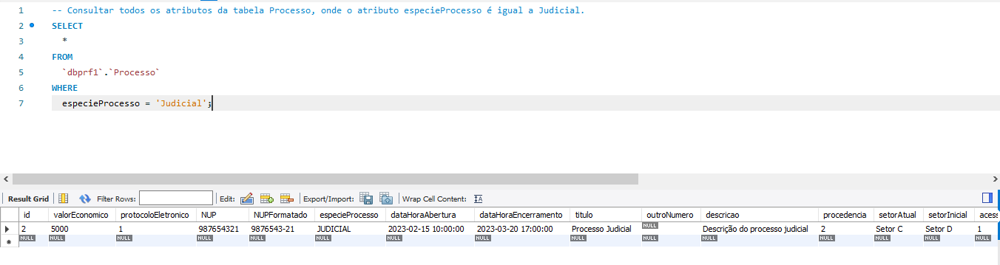 1 -- Consultar todos os atributos da tabela Processo, onde o atributo especieProcesso é igual a Judicial.
2 SELECT
3 *
4 FROM
5 `dbprf1`.`Processo`
6 WHERE
7 especieProcesso = 'Judicial';
Result Grid Filter Rows: Edit: Export/Import: Wrap Cell Content: IA
id valorEconomico protocoloEletronico NUP NUPFormatado especieProcesso dataHoraAbertura dataHoraEncerramento titulo outroNumero descricao procedencia setorAtual setorInicial acess
2 5000 1 987654321 9876543-21 JUDICIAL 2023-02-15 10:00:00 2023-03-20 17:00:00 Processo Judicial NULL Descrição do processo judicial 2 Setor C Setor D 1
NULL NULL NULL NULL NULL NULL NULL NULL NULL NULL NULL NULL NULL NULL NULL